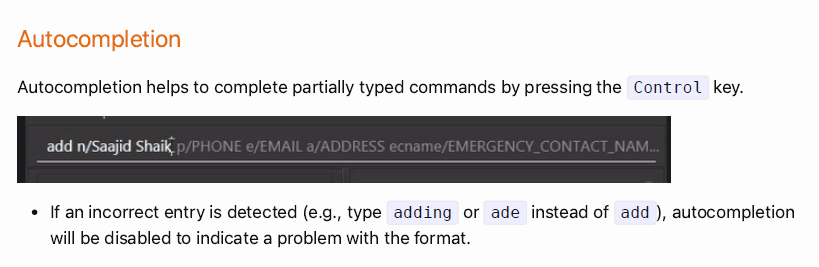 Autocompletion
Autocompletion helps to complete partially typed commands by pressing the Control key.
add n/Saajid Shaik p/PHONE e/EMAIL a/ADDRESS ecname/EMERGENCY_CONTACT_NAM...
• If an incorrect entry is detected (e.g., type adding or ade instead of add), autocompletion
will be disabled to indicate a problem with the format.